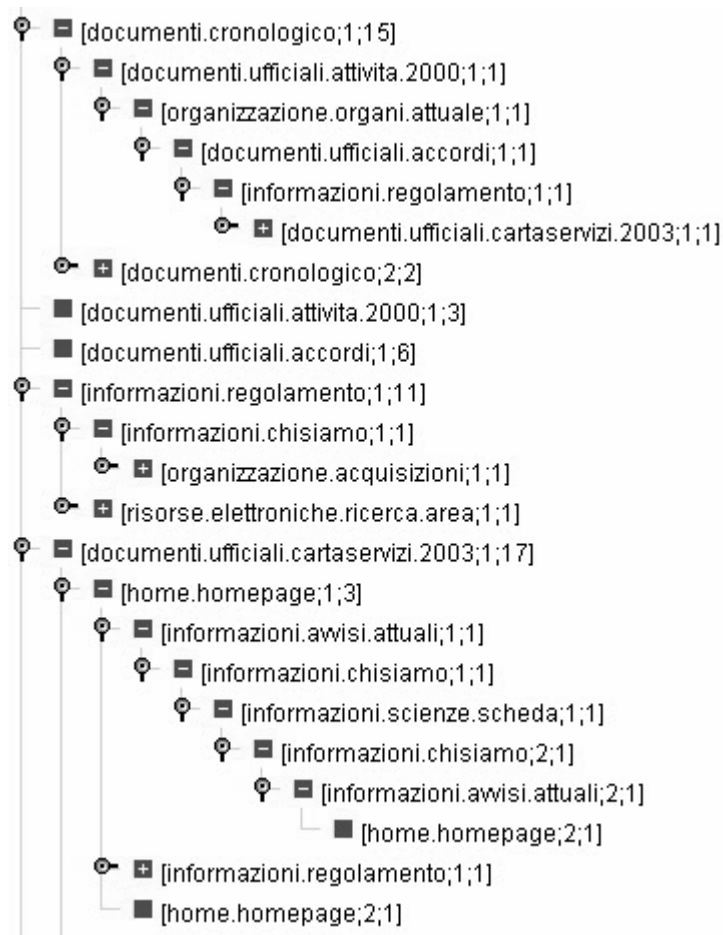 [documenti.cronologico;1;15]
[documenti.ufficiali.attivita.2000;1;1]
[organizzazione.organi.attuale;1;1]
[documenti.ufficiali.accordi;1;1]
[informazioni.regolamento;1;1]
[documenti.ufficiali.cartaservizi.2003;1;1]
[documenti.cronologico;2;2]
[documenti.ufficiali.attivita.2000;1;3]
[documenti.ufficiali.accordi;1;6]
[informazioni.regolamento;1;11]
[informazioni.chisiamo;1;1]
[organizzazione.acquisizioni;1;1]
[risorse.elettroniche.ricerca.area;1;1]
[documenti.ufficiali.cartaservizi.2003;1;17]
[home.homepage;1;3]
[informazioni.avvisi.attuali;1;1]
[informazioni.chisiamo;1;1]
[informazioni.scienze.scheda;1;1]
[informazioni.chisiamo;2;1]
[informazioni.avvisi.attuali;2;1]
[home.homepage;2;1]
[informazioni.regolamento;1;1]
[home.homepage;2;1]